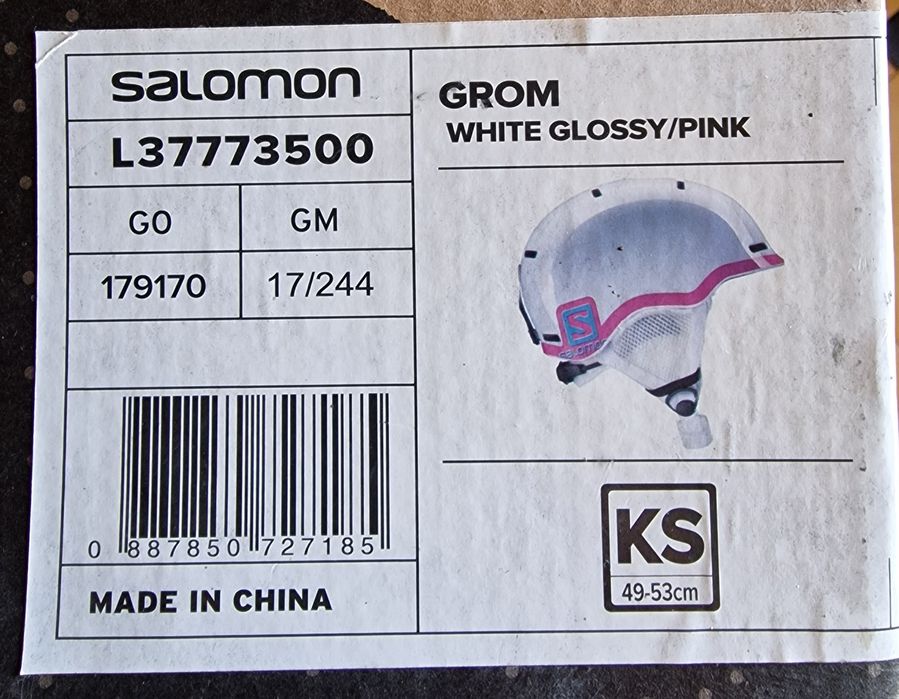 SALOMON
L37773500
GO GM
179170 17/244
0 887850 727185
MADE IN CHINA
GROM
WHITE GLOSSY/PINK
S
SALOMON
KS
49-53cm